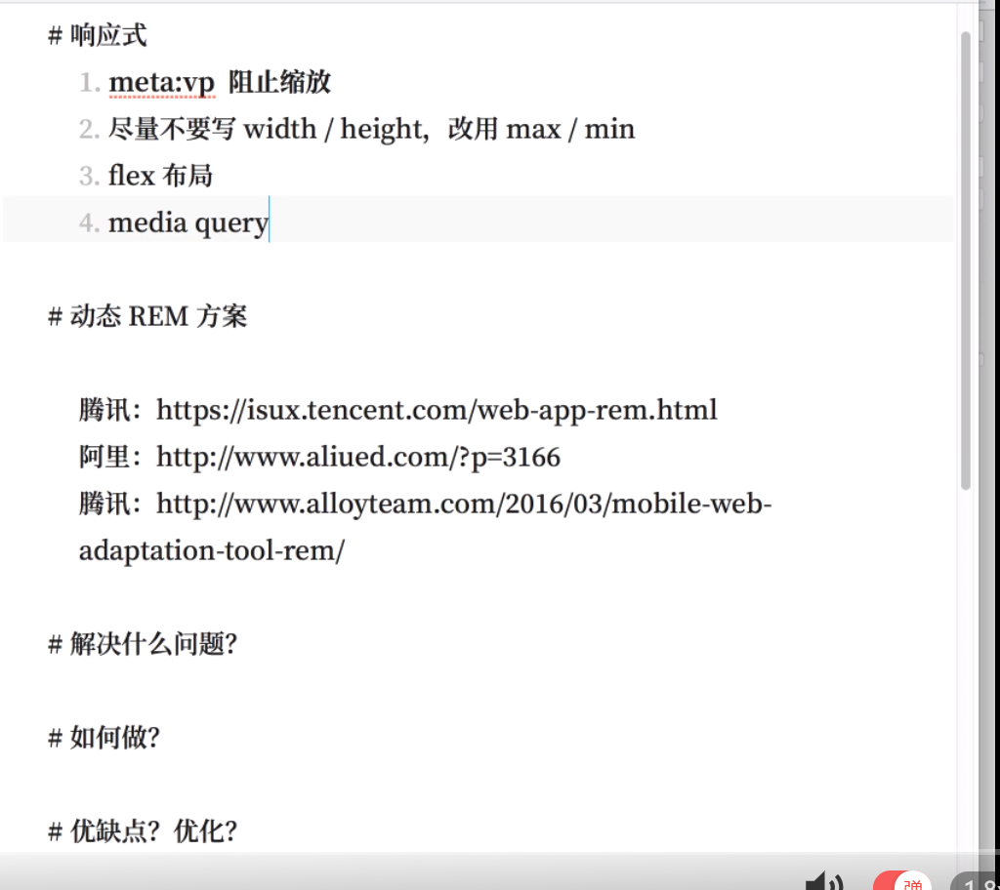 # 响应式
1. meta:vp 阻止缩放
2. 尽量不要写 width / height，改用 max / min
3. flex 布局
4. media query
# 动态 REM 方案
腾讯：https://isux.tencent.com/web-app-rem.html
阿里：http://www.aliued.com/?p=3166
腾讯：http://www.alloyteam.com/2016/03/mobile-web-
adaptation-tool-rem/
# 解决什么问题？
# 如何做？
# 优缺点？优化？
弹